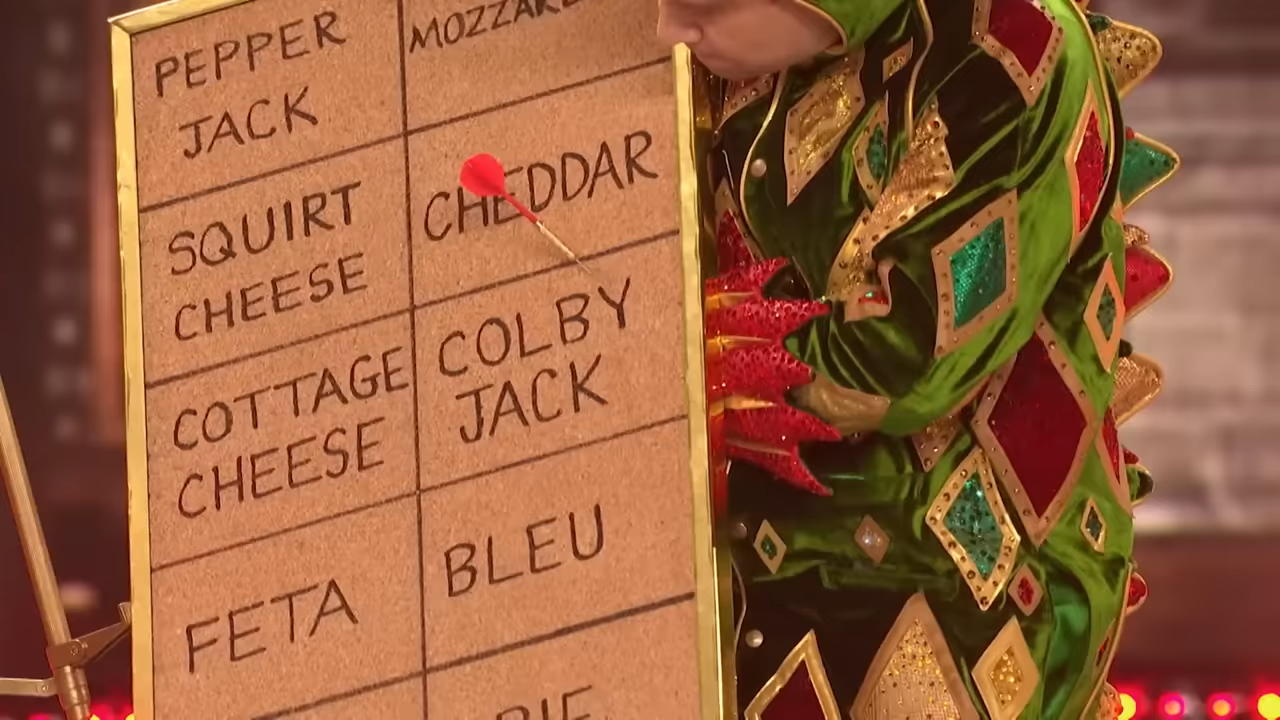 PEPPER
JACK
SQUIRT
CHEESE
CHEDDAR
COTTAGE
CHEESE
COLBY
JACK
FETA
BLEU